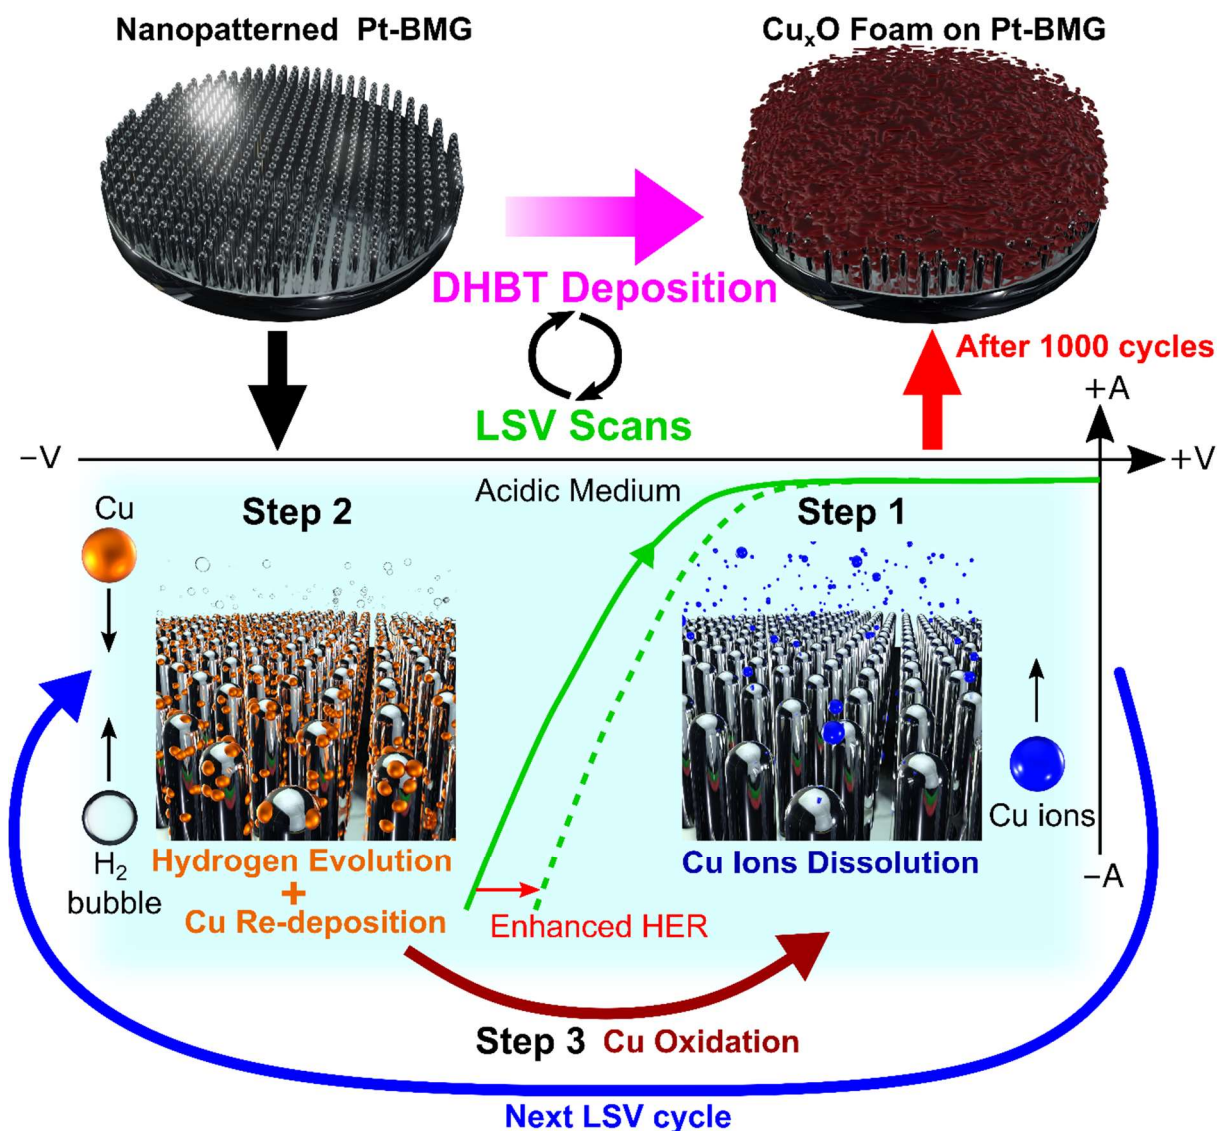 Nanopatterned Pt-BMG
CuxO Foam on Pt-BMG
DHBT Deposition
After 1000 cycles
LSV Scans
+A
−V
+V
Acidic Medium
Cu
Step 2
Step 1
H2
bubble
Cu ions
Hydrogen Evolution
+
Cu Re-deposition
Cu Ions Dissolution
−A
Enhanced HER
Step 3 Cu Oxidation
Next LSV cycle